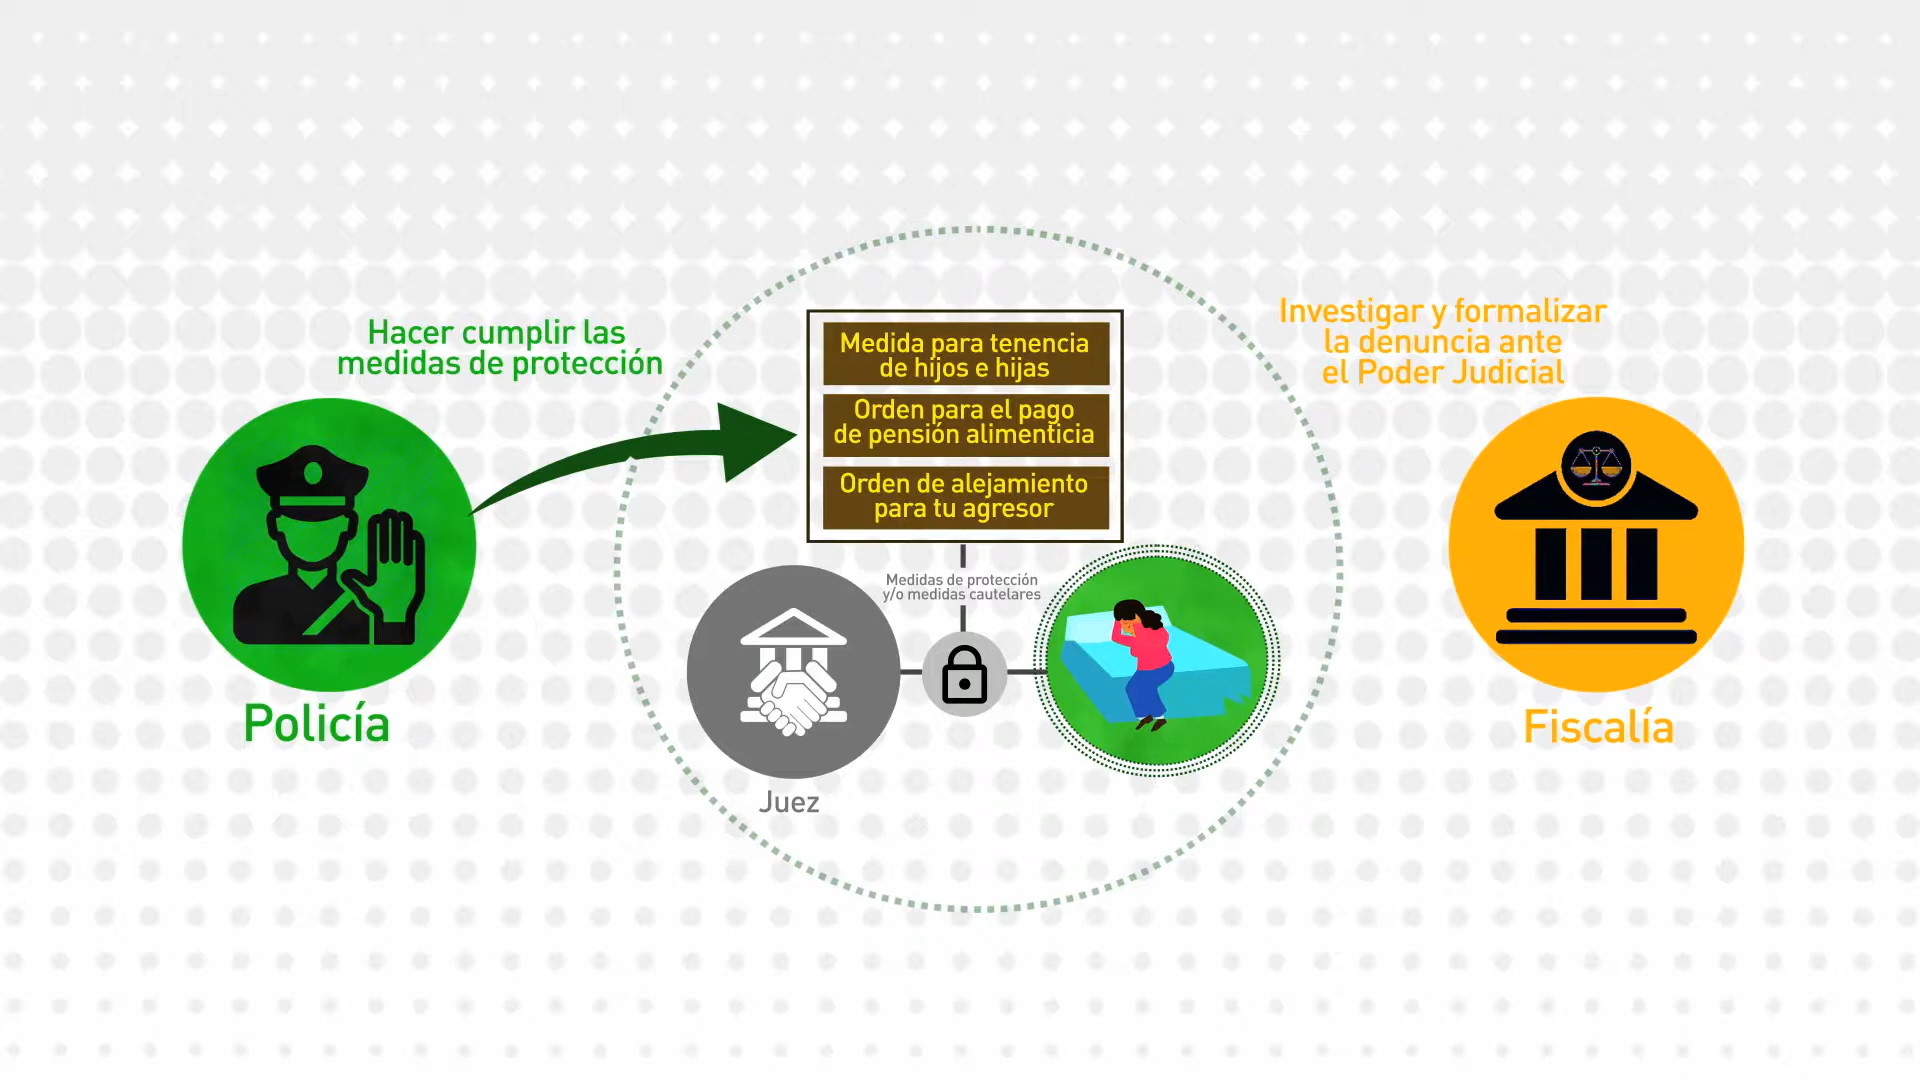 Hacer cumplir las
medidas de protección
Policía
Medida para tenencia
de hijos e hijas
Orden para el pago
de pensión alimenticia
Orden de alejamiento
para tu agresor
Medidas de protección
y/o medidas cautelares
Juez
Investigar y formalizar
la denuncia ante
el Poder Judicial
Fiscalía